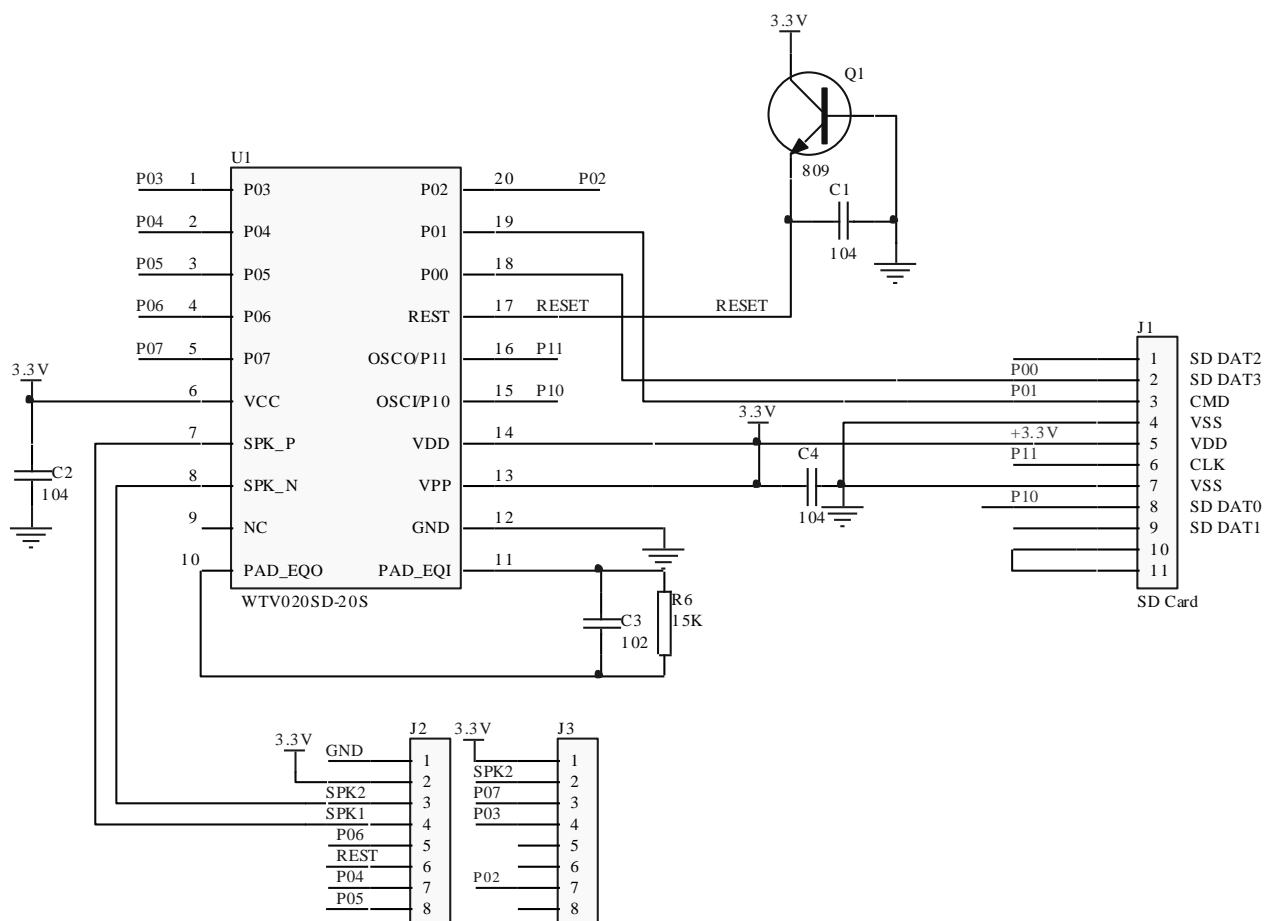 3.3V
Q1
809
C1
104
U1
P03 1 P03 P02 20 P02
P04 2 P04 P01 19
P05 3 P05 P00 18
P06 4 P06 REST 17 RESET RESET
P07 5 P07 OSCO/P11 16 P11
3.3V
6 VCC OSCI/P10 15 P10
7 SPK_P VDD 14
8 SPK_N VPP 13
9 NC GND 12
10 PAD_EQO PAD_EQI 11
WTV020SD-20S
C2
104
3.3V
C4
104
J1
1 SD DAT2
P00 2 SD DAT3
P01 3 CMD
4 VSS
+3.3V 5 VDD
P11 6 CLK
7 VSS
P10 8 SD DAT0
9 SD DAT1
10
11
SD Card
R6
15K
C3
102
J2
3.3V
GND 1
2
SPK2 3
SPK1 4
P06 5
REST 6
P04 7
P05 8
J3
3.3V
1
SPK2 2
P07 3
P03 4
5
6
P02 7
8